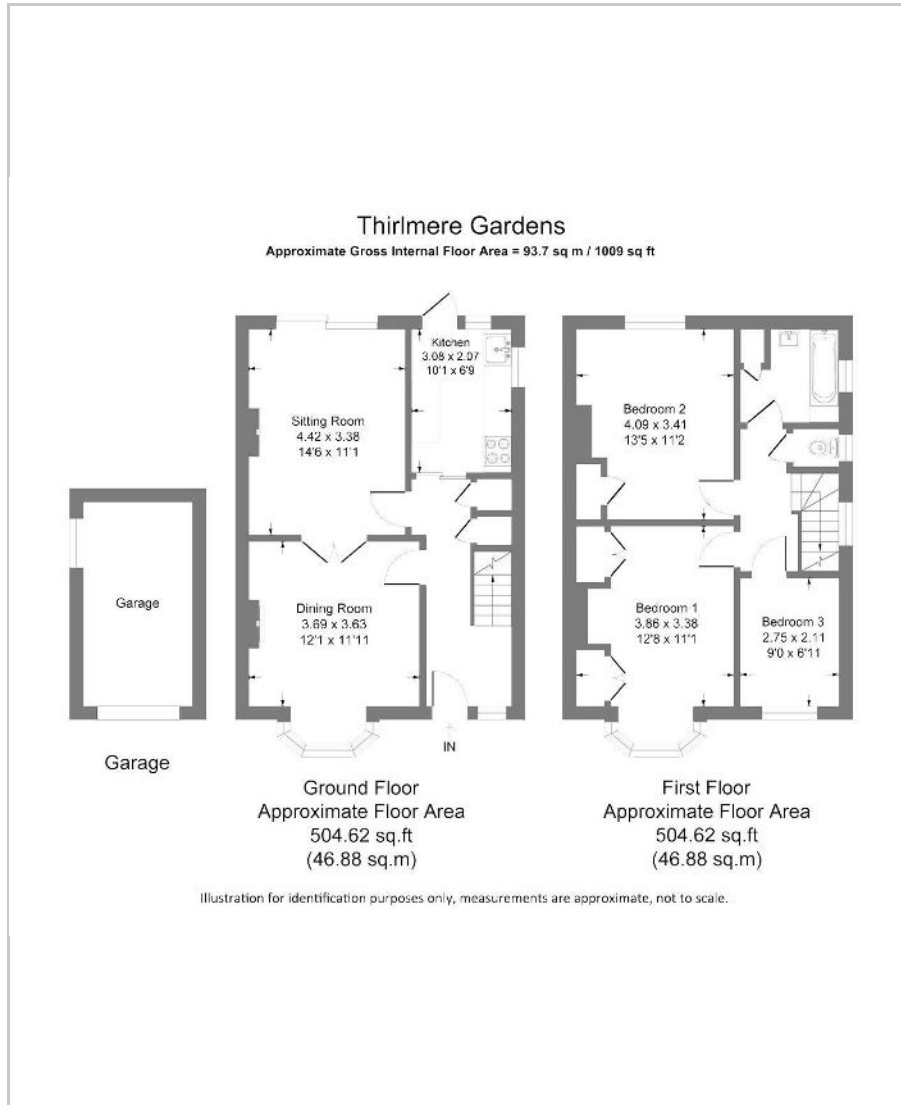 Thirlmere Gardens
Approximate Gross Internal Floor Area = 93.7 sq m / 1009 sq ft
Kitchen
3.08 x 2.07
10'1 x 6'9
Sitting Room
4.42 x 3.38
14'6 x 11'1
Dining Room
3.69 x 3.63
12'1 x 11'11
IN
Garage
Garage
Bedroom 2
4.09 x 3.41
13'5 x 11'2
Bedroom 1
3.86 x 3.38
12'8 x 11'1
Bedroom 3
2.75 x 2.11
9'0 x 6'11
Ground Floor
Approximate Floor Area
504.62 sq.ft
(46.88 sq.m)
First Floor
Approximate Floor Area
504.62 sq.ft
(46.88 sq.m)
Illustration for identification purposes only, measurements are approximate, not to scale.